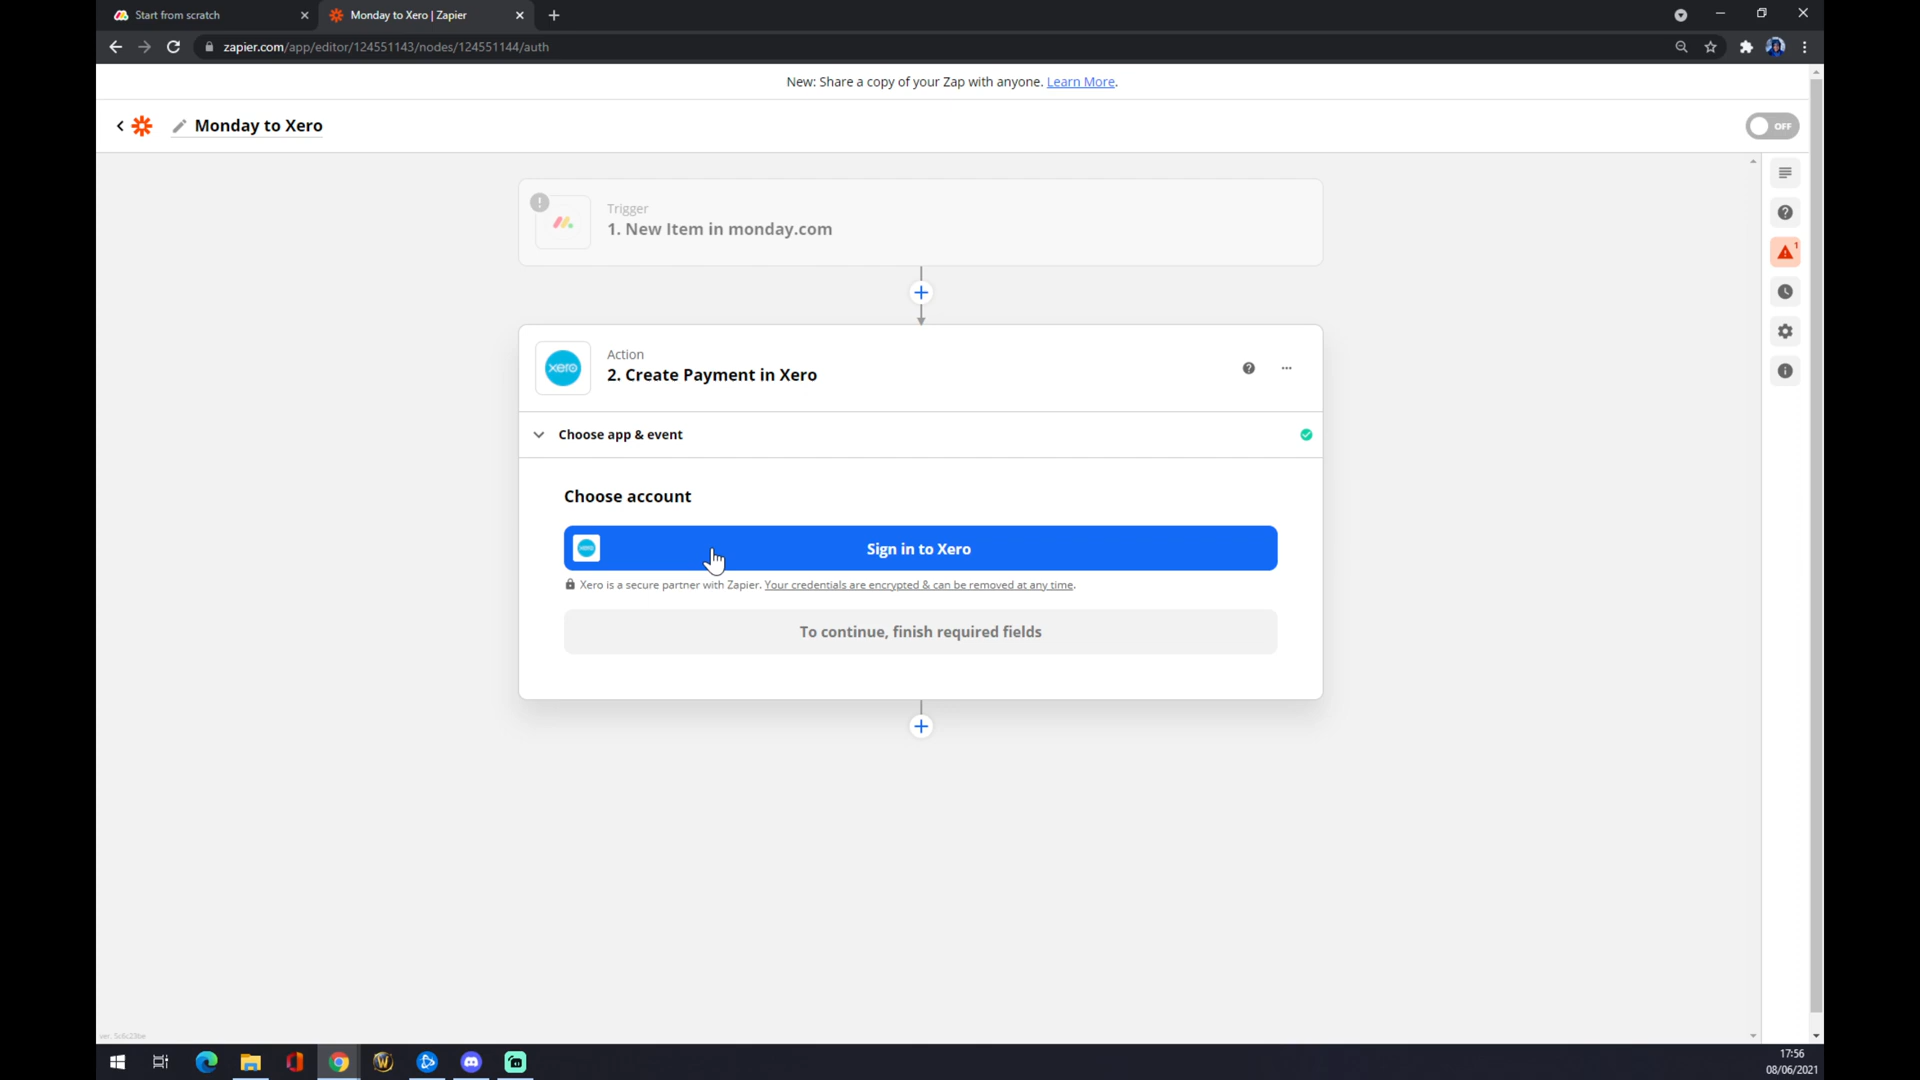 Start from scratch
Monday to Xero | Zapier
zapier.com/app/editor/124551143/nodes/124551144/auth
New: Share a copy of your Zap with anyone. Learn More.
Monday to Xero
OFF
Trigger
1. New Item in monday.com
1
xero
Action
2. Create Payment in Xero
Choose app & event
Choose account
Sign in to Xero
Xero is a secure partner with Zapier. Your credentials are encrypted & can be removed at any time.
To continue, finish required fields
17:56
08/06/2021